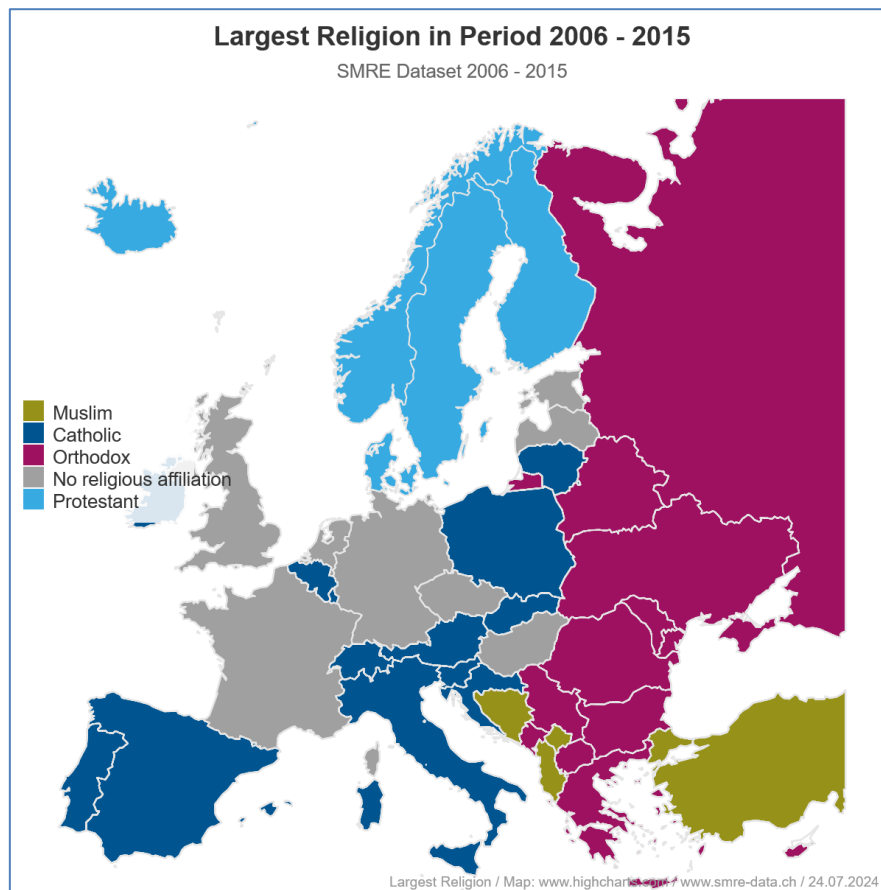 Largest Religion in Period 2006 - 2015
SMRE Dataset 2006 - 2015
Muslim
Catholic
Orthodox
No religious affiliation
Protestant
Largest Religion / Map: www.highcharts.com / www.smre-data.ch / 24.07.2024